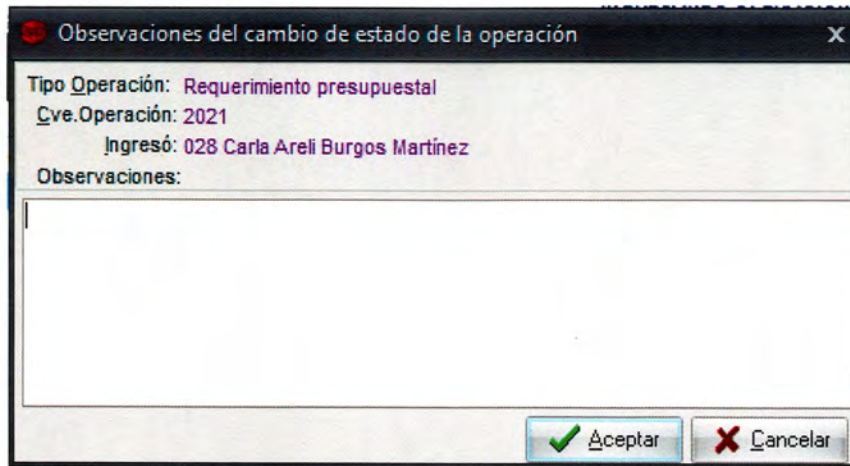 Observaciones del cambio de estado de la operación
Tipo Operación: Requerimiento presupuestal
Cve.Operación: 2021
Ingresó: 028 Carla Areli Burgos Martínez
Observaciones:
Aceptar Cancelar